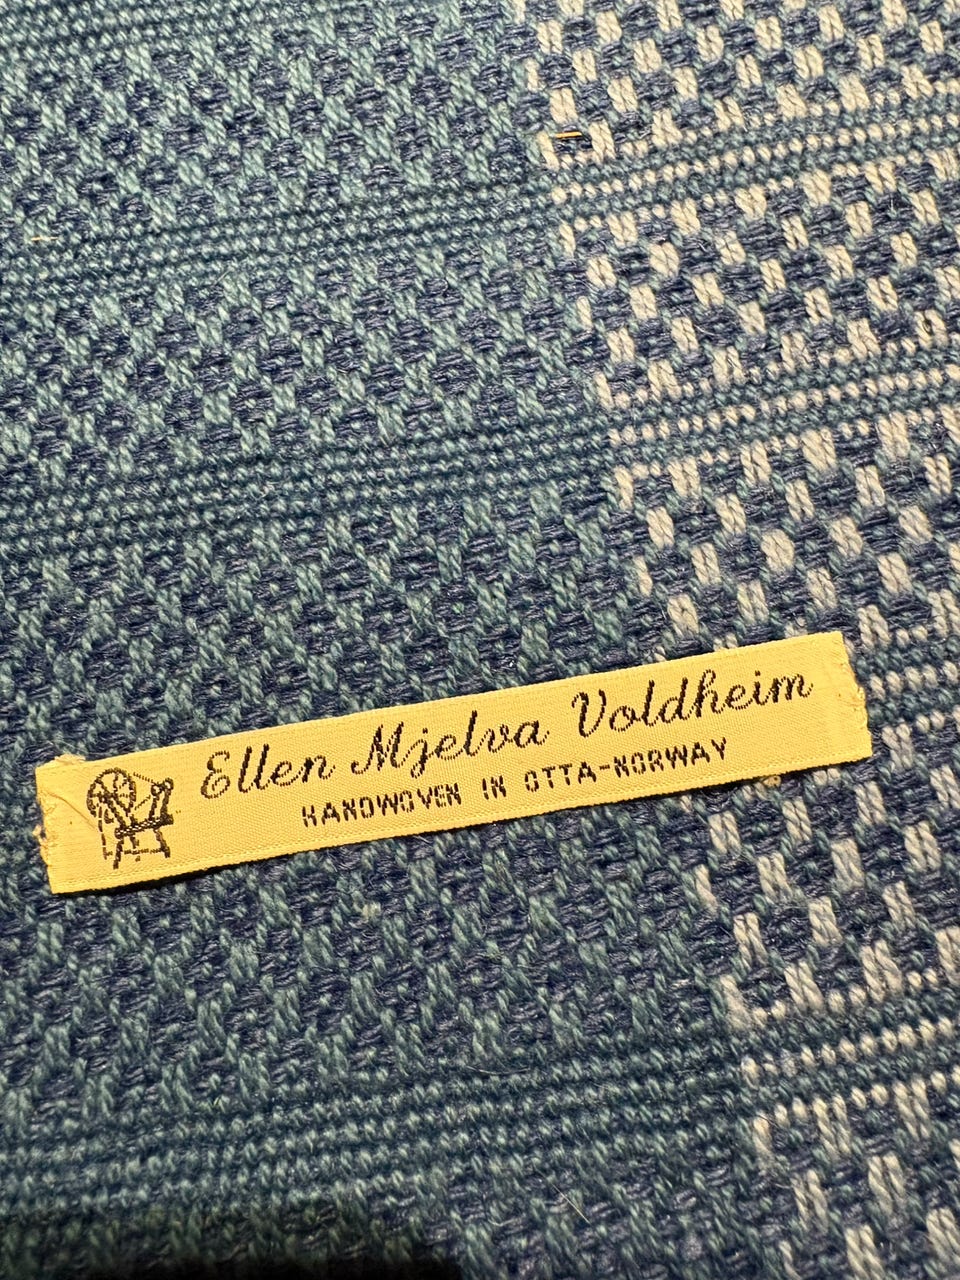 Ellen Mjelva Voldheim
HANDWOVEN IN OTTA-NORWAY